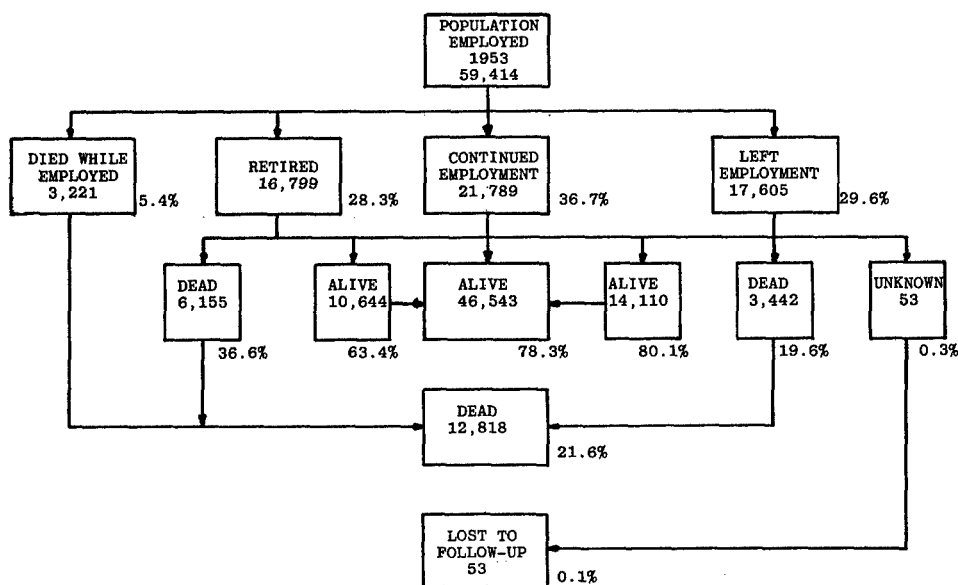 POPULATION
EMPLOYED
1953
59,414
DIED WHILE
EMPLOYED
3,221
5.4%
RETIRED
16,799
28.3%
CONTINUED
EMPLOYMENT
21,789
36.7%
LEFT
EMPLOYMENT
17,605
29.6%
DEAD
6,155
36.6%
ALIVE
10,644
63.4%
ALIVE
46,543
78.3%
ALIVE
14,110
80.1%
DEAD
3,442
19.6%
UNKNOWN
53
0.3%
DEAD
12,818
21.6%
LOST TO
FOLLOW-UP
53
0.1%